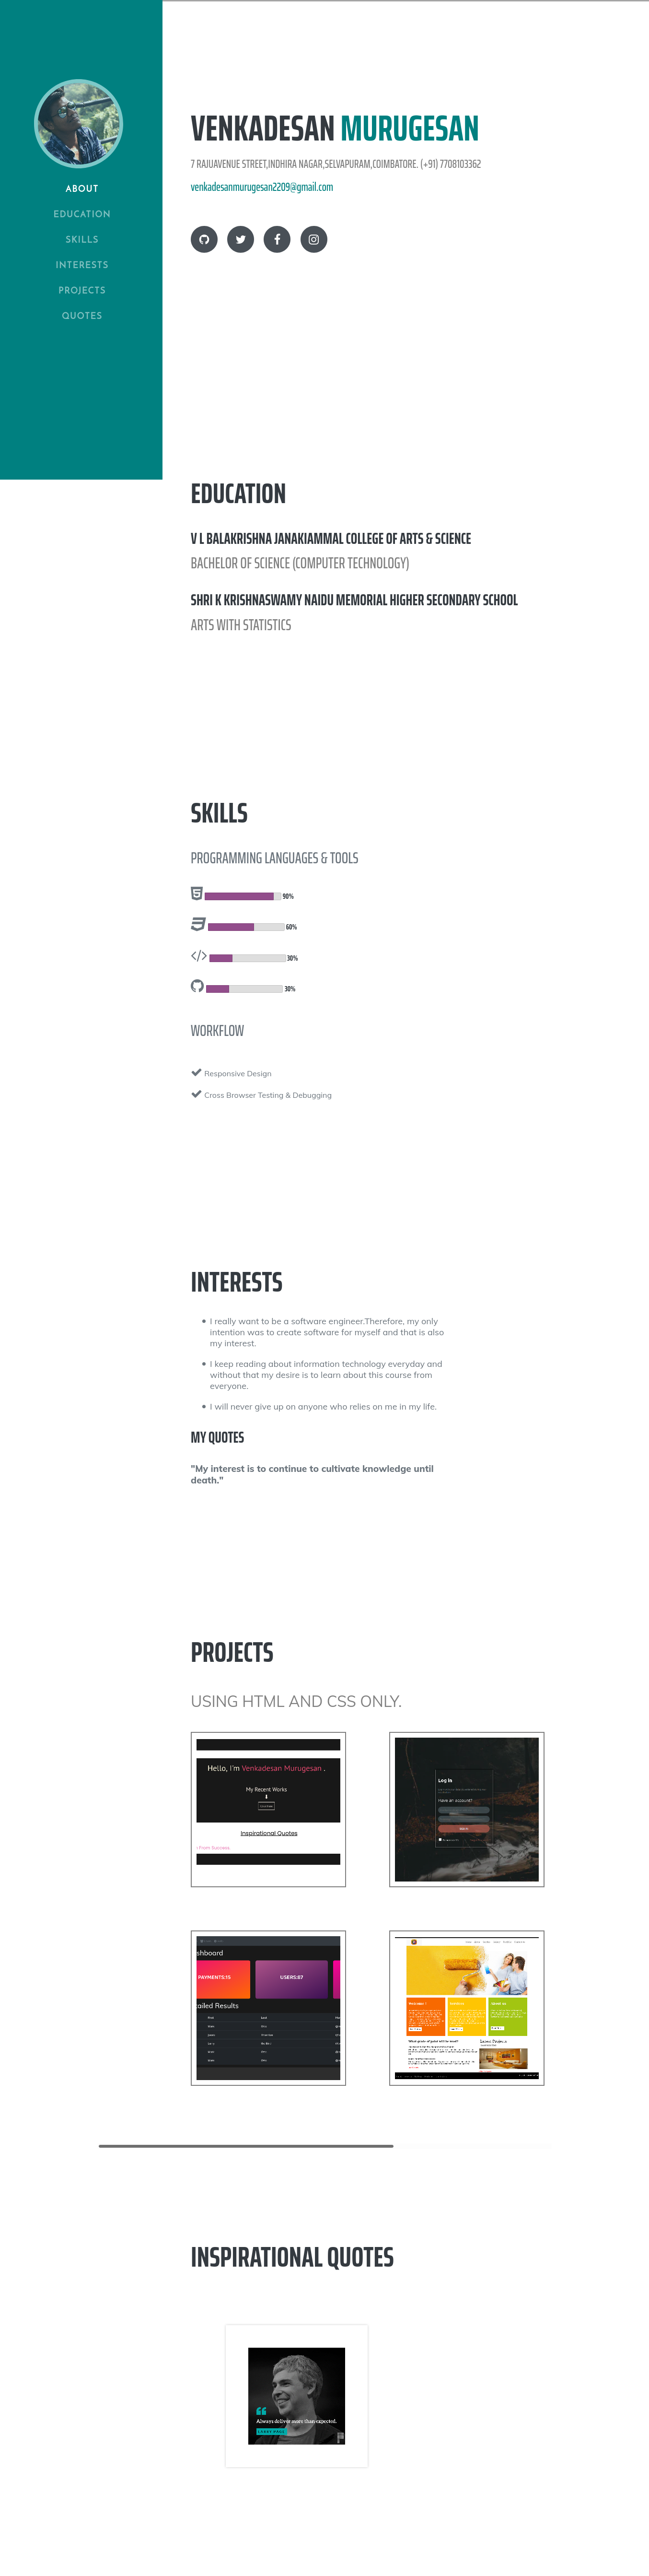 ABOUT
EDUCATION
SKILLS
INTERESTS
PROJECTS
QUOTES
VENKADESAN MURUGESAN
7 RAJUAVENUE STREET,INDHIRA NAGAR,SELVAPURAM,COIMBATORE. (+91) 7708103362
venkadesanmurugesan2209@gmail.com
EDUCATION
V L BALAKRISHNA JANAKIAMMAL COLLEGE OF ARTS & SCIENCE
BACHELOR OF SCIENCE (COMPUTER TECHNOLOGY)
SHRI K KRISHNASWAMY NAIDU MEMORIAL HIGHER SECONDARY SCHOOL
ARTS WITH STATISTICS
SKILLS
PROGRAMMING LANGUAGES & TOOLS
90%
60%
30%
30%
WORKFLOW
Responsive Design
Cross Browser Testing & Debugging
INTERESTS
I really want to be a software engineer.Therefore, my only
intention was to create software for myself and that is also
my interest.
I keep reading about information technology everyday and
without that my desire is to learn about this course from
everyone.
I will never give up on anyone who relies on me in my life.
MY QUOTES
"My interest is to continue to cultivate knowledge until
death."
PROJECTS
USING HTML AND CSS ONLY.
Hello, I'm Venkadesan Murugesan .
My Recent Works
Inspirational Quotes
Log In
Have an account?
shboard
PAYMENTS:15
USERS:67
ailed Results
INSPIRATIONAL QUOTES
Always deliver more than expected.
LARRY PAGE